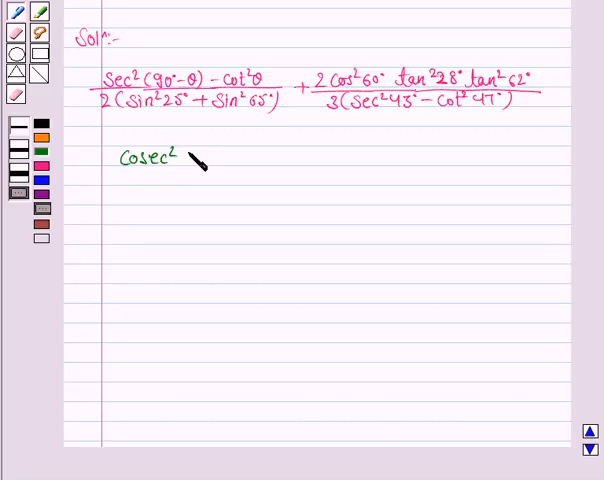 Soln:-
sec²(90°-θ) - cot²θ / 2(sin²25° + sin²65°) + 2cos²60° tan²28° tan²62° / 3(sec²43° - cot²47°)
cosec²